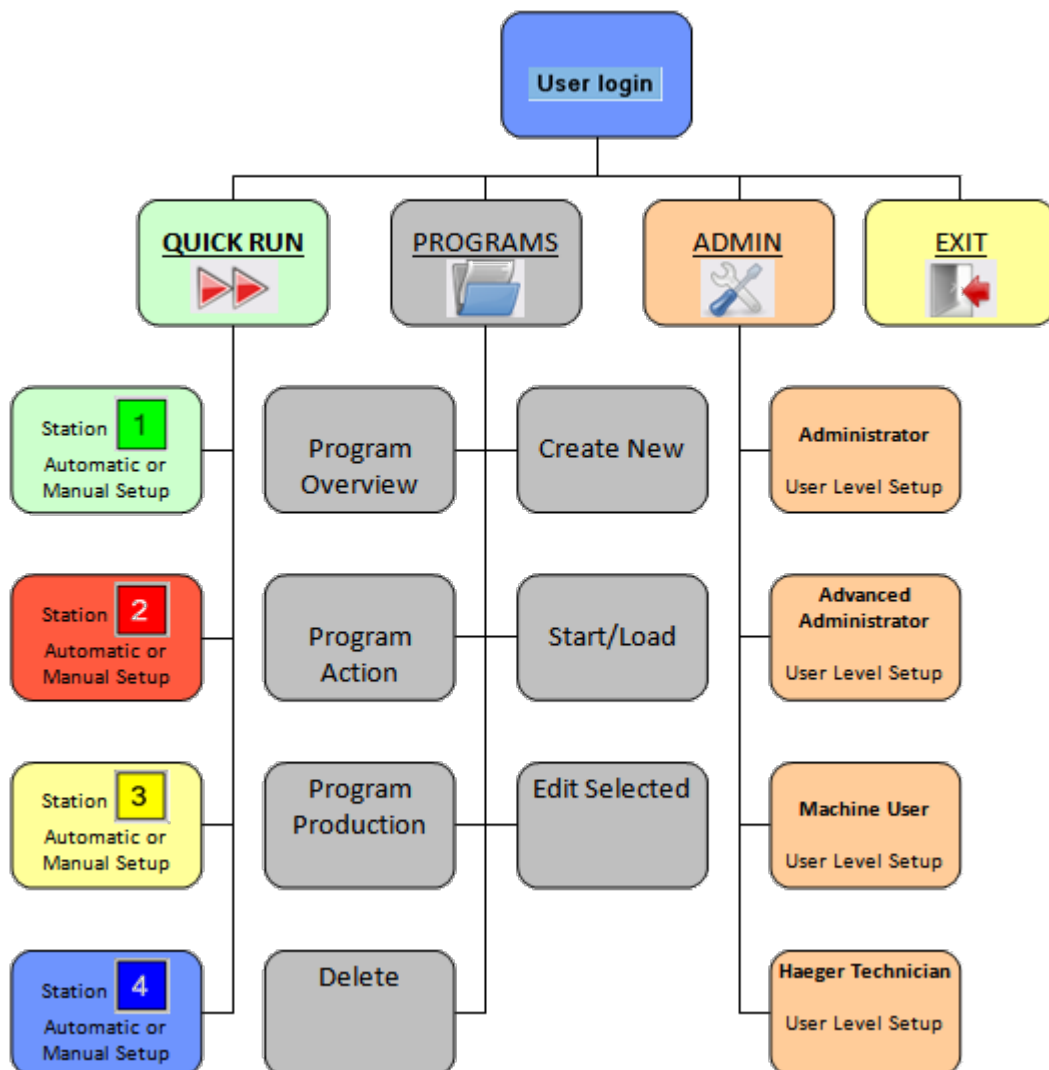 User login
QUICK RUN
PROGRAMS
ADMIN
EXIT
Station 1
Automatic or
Manual Setup
Program
Overview
Create New
Administrator
User Level Setup
Station 2
Automatic or
Manual Setup
Program
Action
Start/Load
Advanced
Administrator
User Level Setup
Station 3
Automatic or
Manual Setup
Program
Production
Edit Selected
Machine User
User Level Setup
Station 4
Automatic or
Manual Setup
Delete
Haeger Technician
User Level Setup